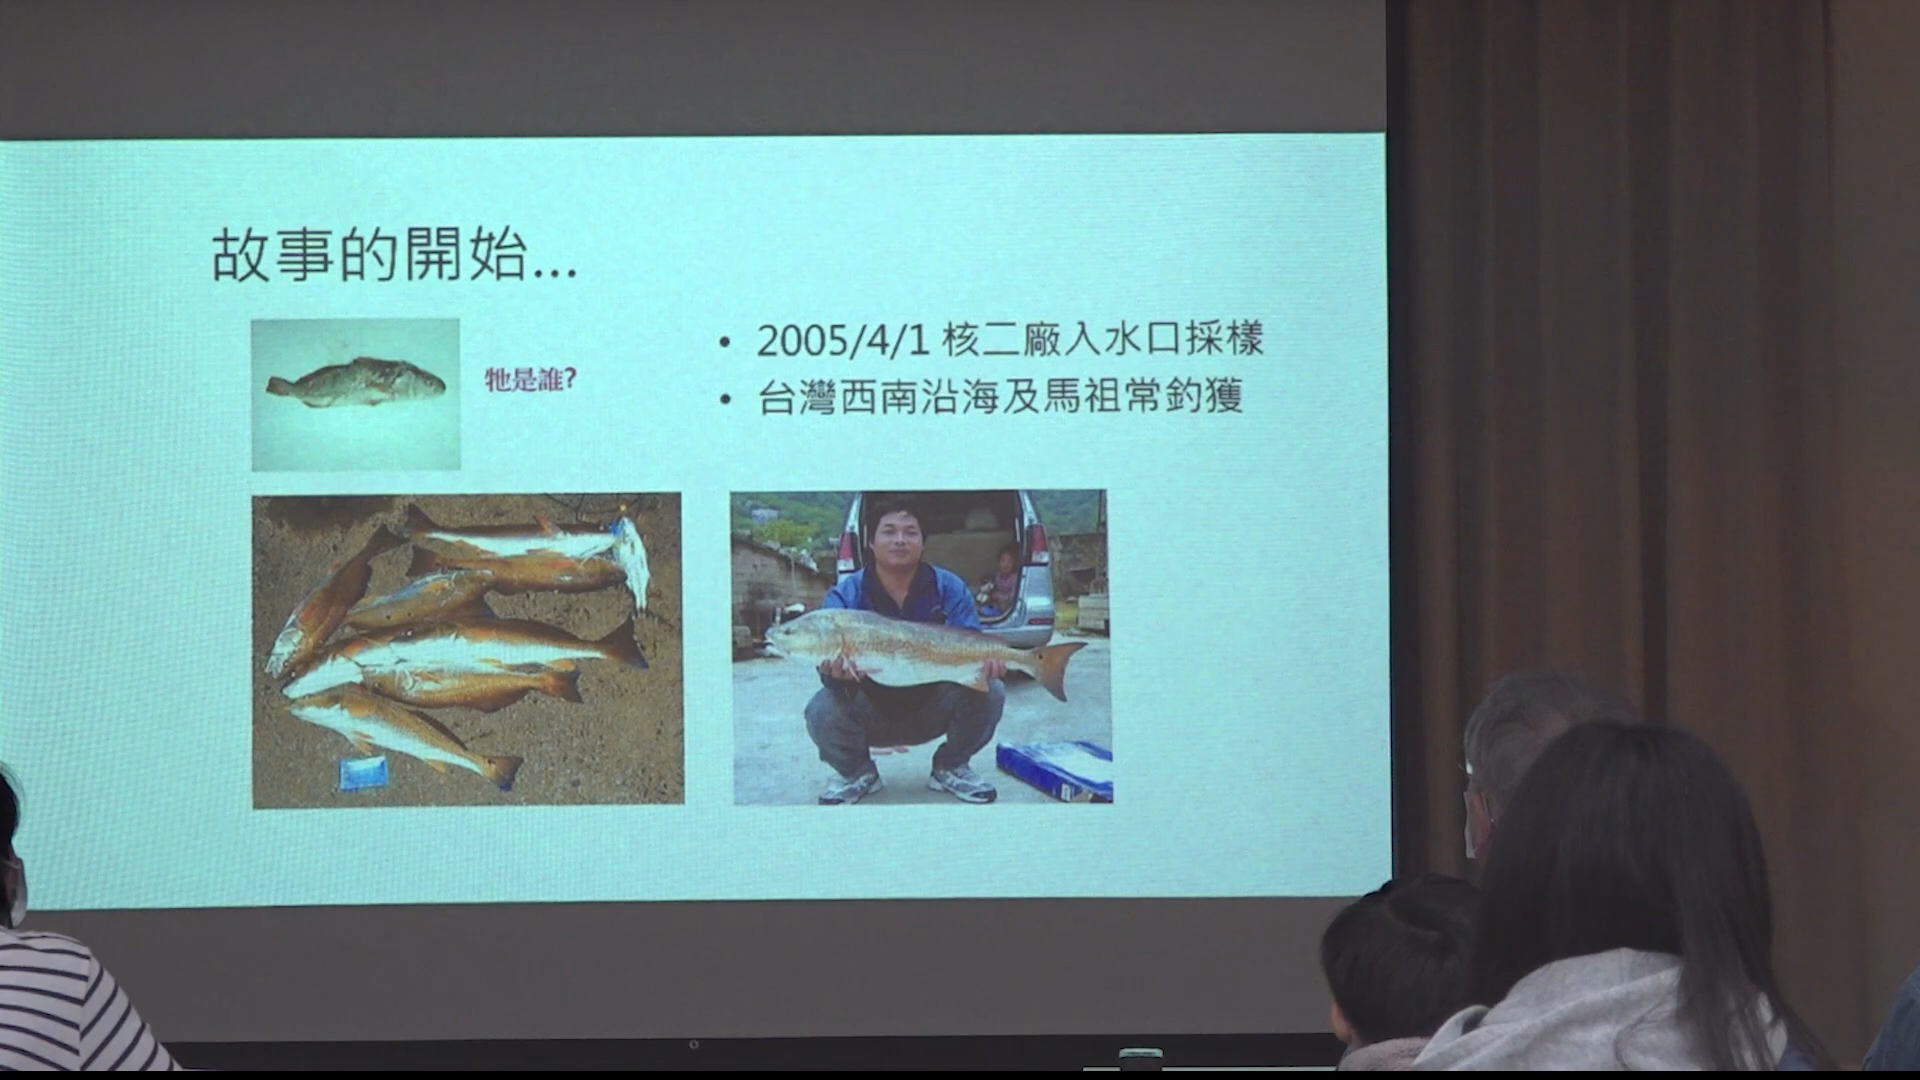 故事的開始...
牠是誰?
• 2005/4/1 核二廠入水口採樣
• 台灣西南沿海及馬祖常釣獲